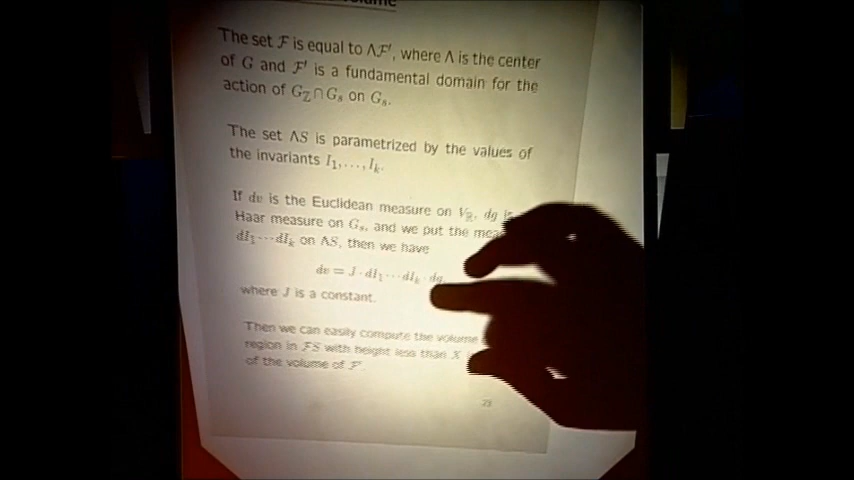 The set ℱ is equal to Λℱ′, where Λ is the center
of G and ℱ′ is a fundamental domain for the
action of G_ℤ ∩ G_s on G_s.
The set ΛS is parametrized by the values of
the invariants I₁, …, I_k.
If dv is the Euclidean measure on V_ℝ, dg is
Haar measure on G_s, and we put the
dI₁ ⋯ dI_k on ΛS, then we have
dv = J · dI₁ ⋯ dI_k · dg
where J is a constant.
Then we can easily compute the volume
region in ℱS with height less than X
of the volume of ℱ.
23